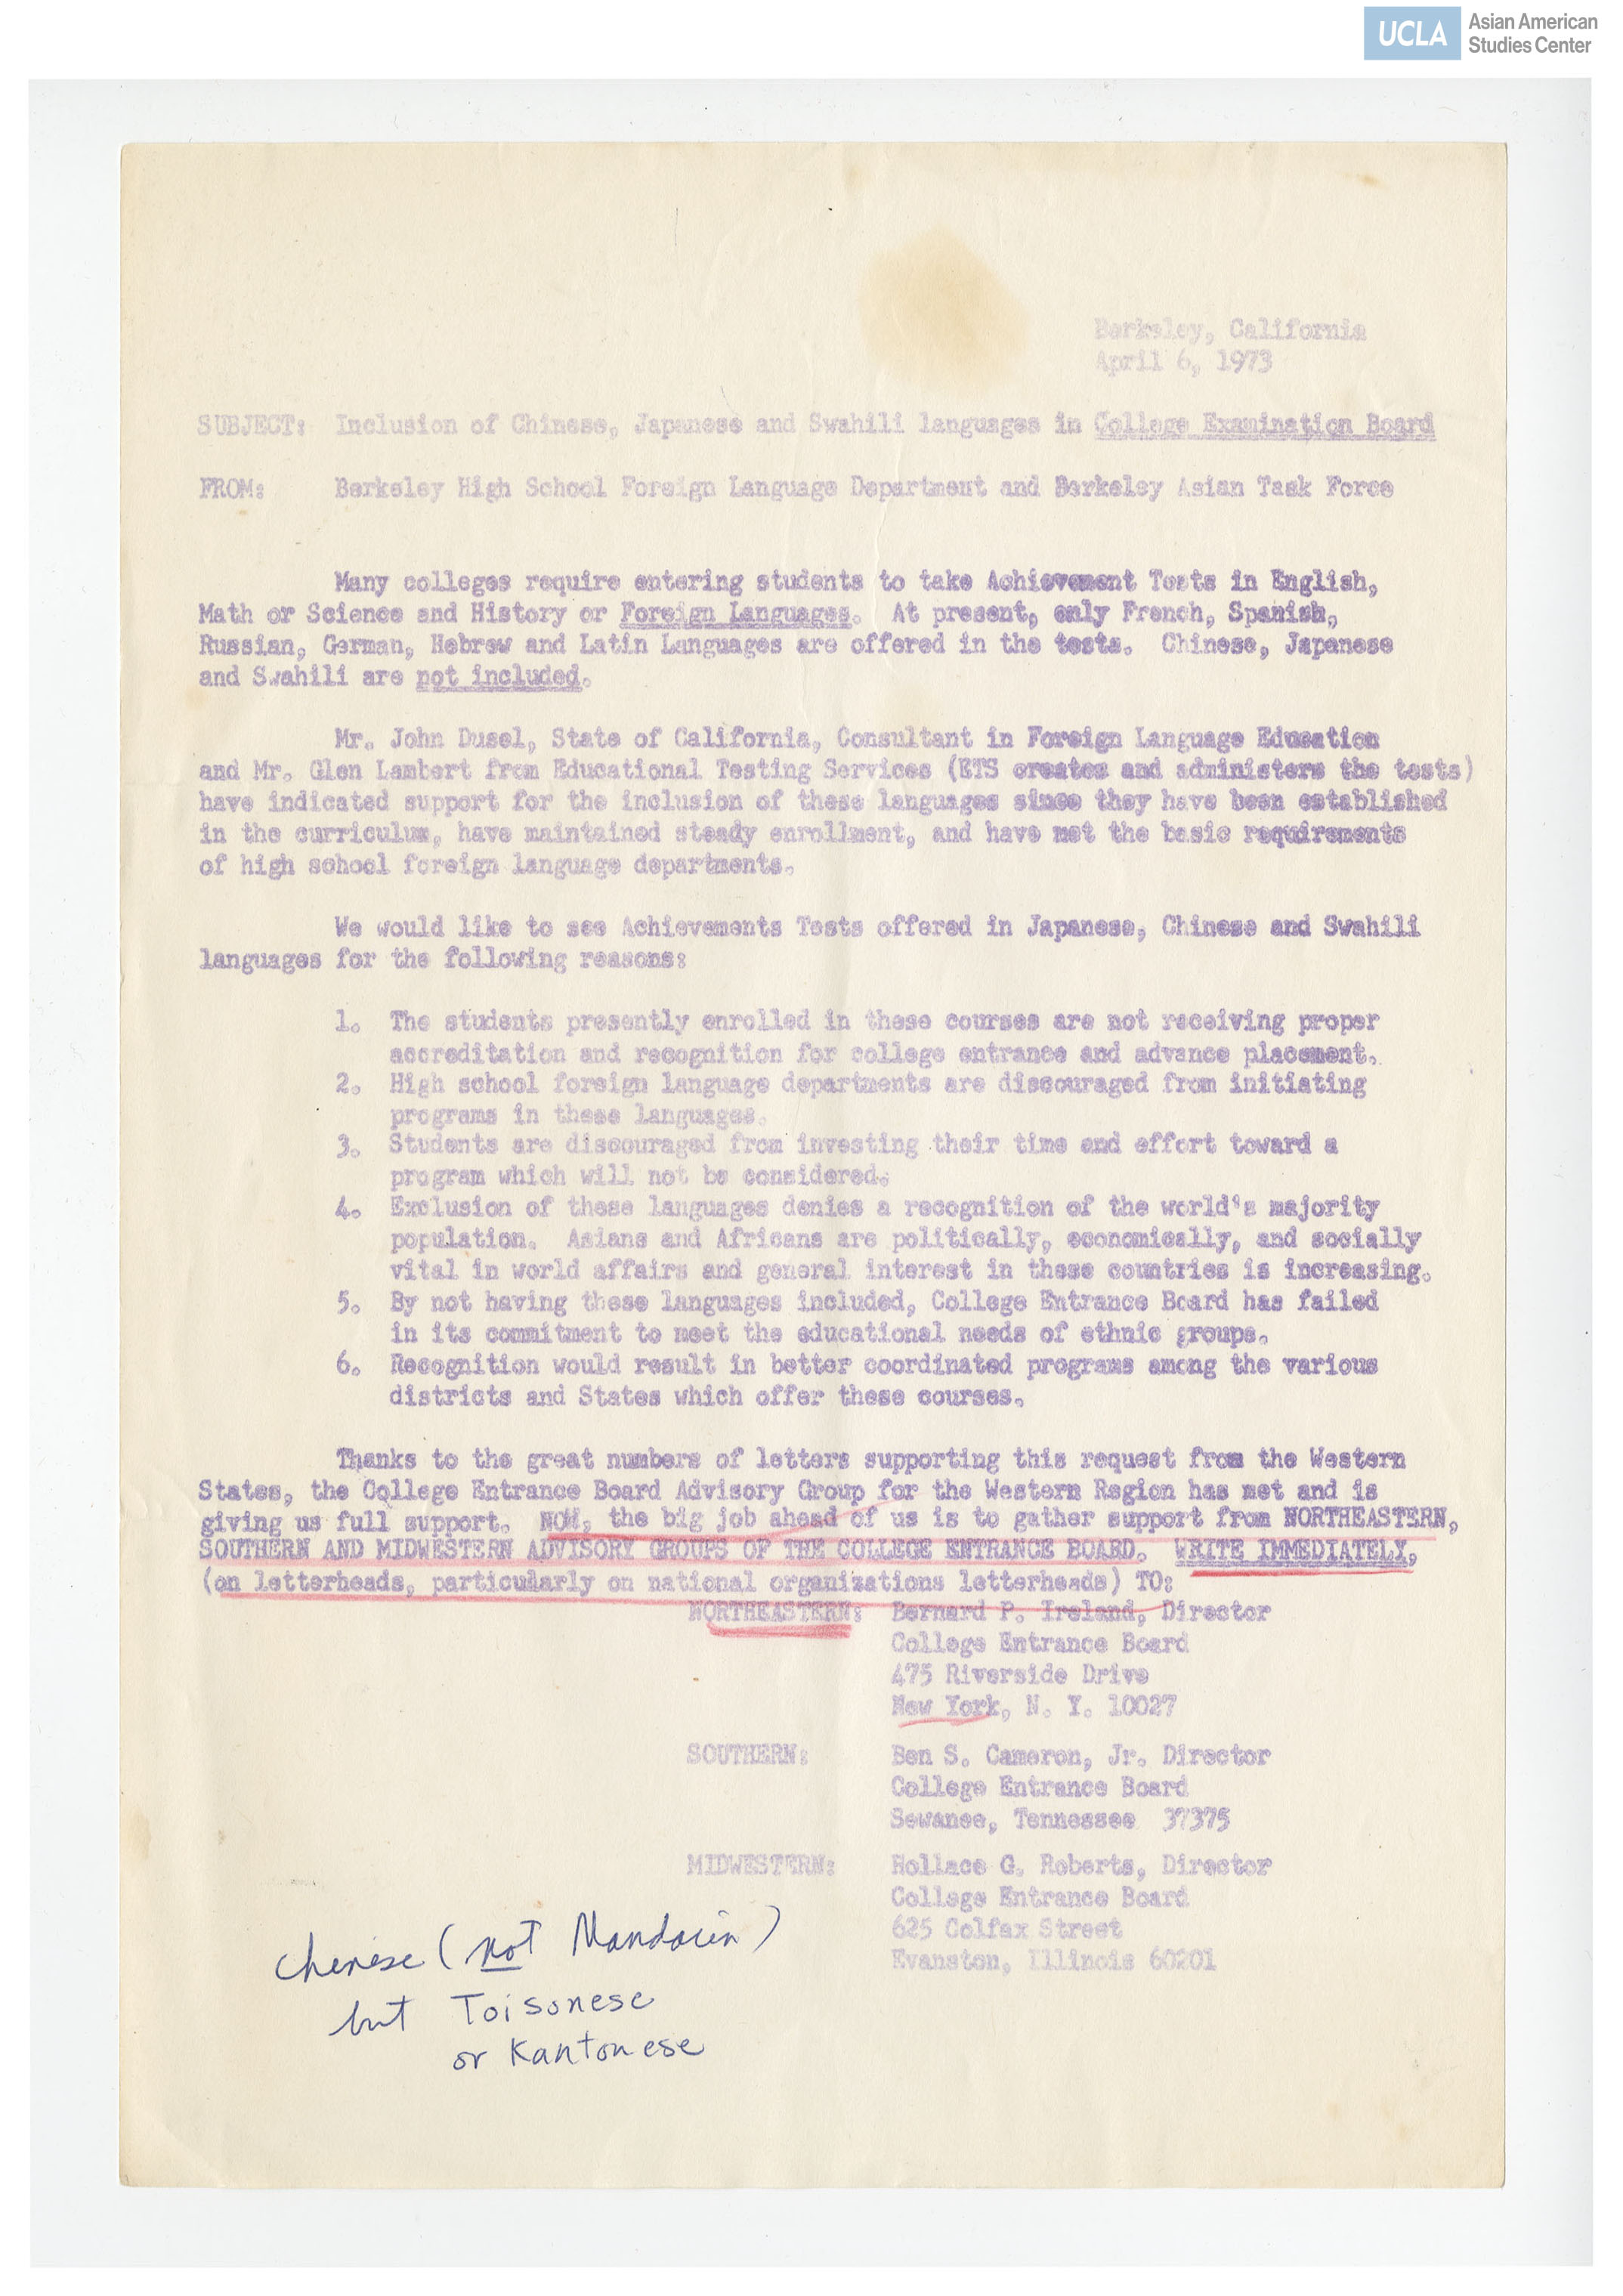 UCLA Asian American
Studies Center
Berkeley, California
April 6, 1973
SUBJECT: Inclusion of Chinese, Japanese and Swahili languages in College Examination Board
FROM: Berkeley High School Foreign Language Department and Berkeley Asian Task Force
Many colleges require entering students to take Achievement Tests in English,
Math or Science and History or Foreign Languages. At present, only French, Spanish,
Russian, German, Hebrew and Latin Languages are offered in the tests. Chinese, Japanese
and Swahili are not included.
Mr. John Dusel, State of California, Consultant in Foreign Language Education
and Mr. Glen Lambert from Educational Testing Services (ETS creates and administers the tests)
have indicated support for the inclusion of these languages since they have been established
in the curriculum, have maintained steady enrollment, and have met the basic requirements
of high school foreign language departments.
We would like to see Achievements Tests offered in Japanese, Chinese and Swahili
languages for the following reasons:
1. The students presently enrolled in these courses are not receiving proper
accreditation and recognition for college entrance and advance placement.
2. High school foreign language departments are discouraged from initiating
programs in these languages.
3. Students are discouraged from investing their time and effort toward a
program which will not be considered.
4. Exclusion of these languages denies a recognition of the world's majority
population. Asians and Africans are politically, economically, and socially
vital in world affairs and general interest in these countries is increasing.
5. By not having these languages included, College Entrance Board has failed
in its commitment to meet the educational needs of ethnic groups.
6. Recognition would result in better coordinated programs among the various
districts and States which offer these courses.
Thanks to the great numbers of letters supporting this request from the Western
States, the College Entrance Board Advisory Group for the Western Region has met and is
giving us full support. NOW, the big job ahead of us is to gather support from NORTHEASTERN,
SOUTHERN AND MIDWESTERN ADVISORY GROUPS OF THE COLLEGE ENTRANCE BOARD. WRITE IMMEDIATELY,
(on letterheads, particularly on national organizations letterheads) TO:
NORTHEASTERN: Bernard P. Ireland, Director
College Entrance Board
475 Riverside Drive
New York, N. Y. 10027
SOUTHERN: Ben S. Cameron, Jr. Director
College Entrance Board
Sewanee, Tennessee 37375
MIDWESTERN: Hollace G. Roberts, Director
College Entrance Board
625 Colfax Street
Evanston, Illinois 60201
Chinese (not Mandarin)
but Toisonese
or Kantonese